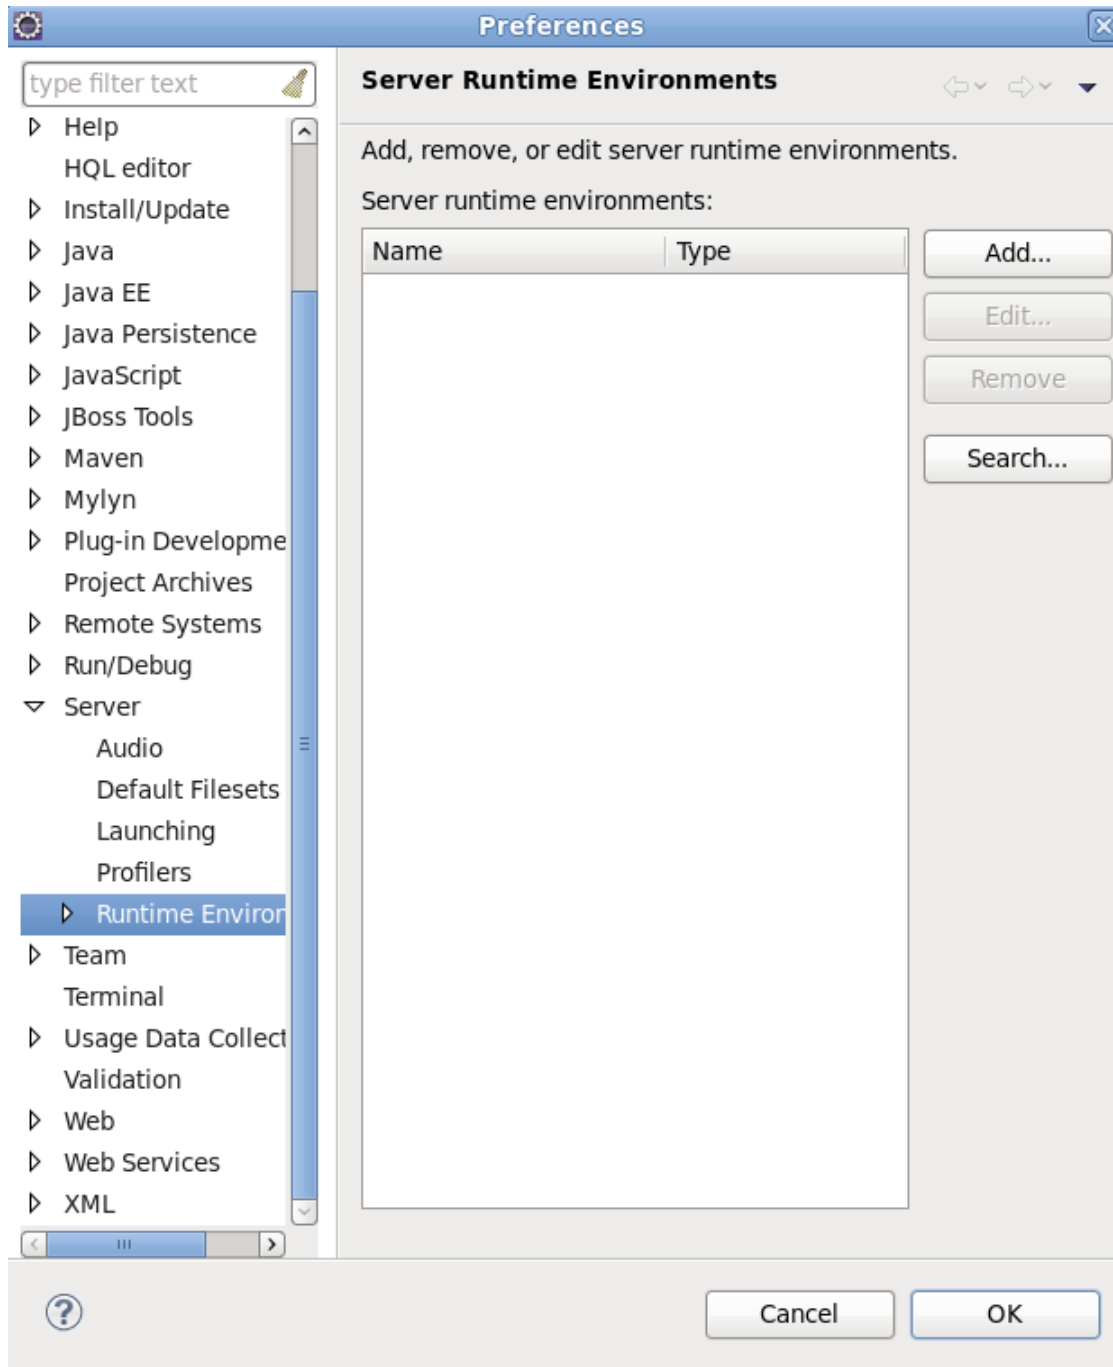 Preferences
type filter text
Help
HQL editor
Install/Update
Java
Java EE
Java Persistence
JavaScript
JBoss Tools
Maven
Mylyn
Plug-in Developme
Project Archives
Remote Systems
Run/Debug
Server
Audio
Default Filesets
Launching
Profilers
Runtime Environ
Team
Terminal
Usage Data Collect
Validation
Web
Web Services
XML
Server Runtime Environments
Add, remove, or edit server runtime environments.
Server runtime environments:
Name Type
Add...
Edit...
Remove
Search...
Cancel OK